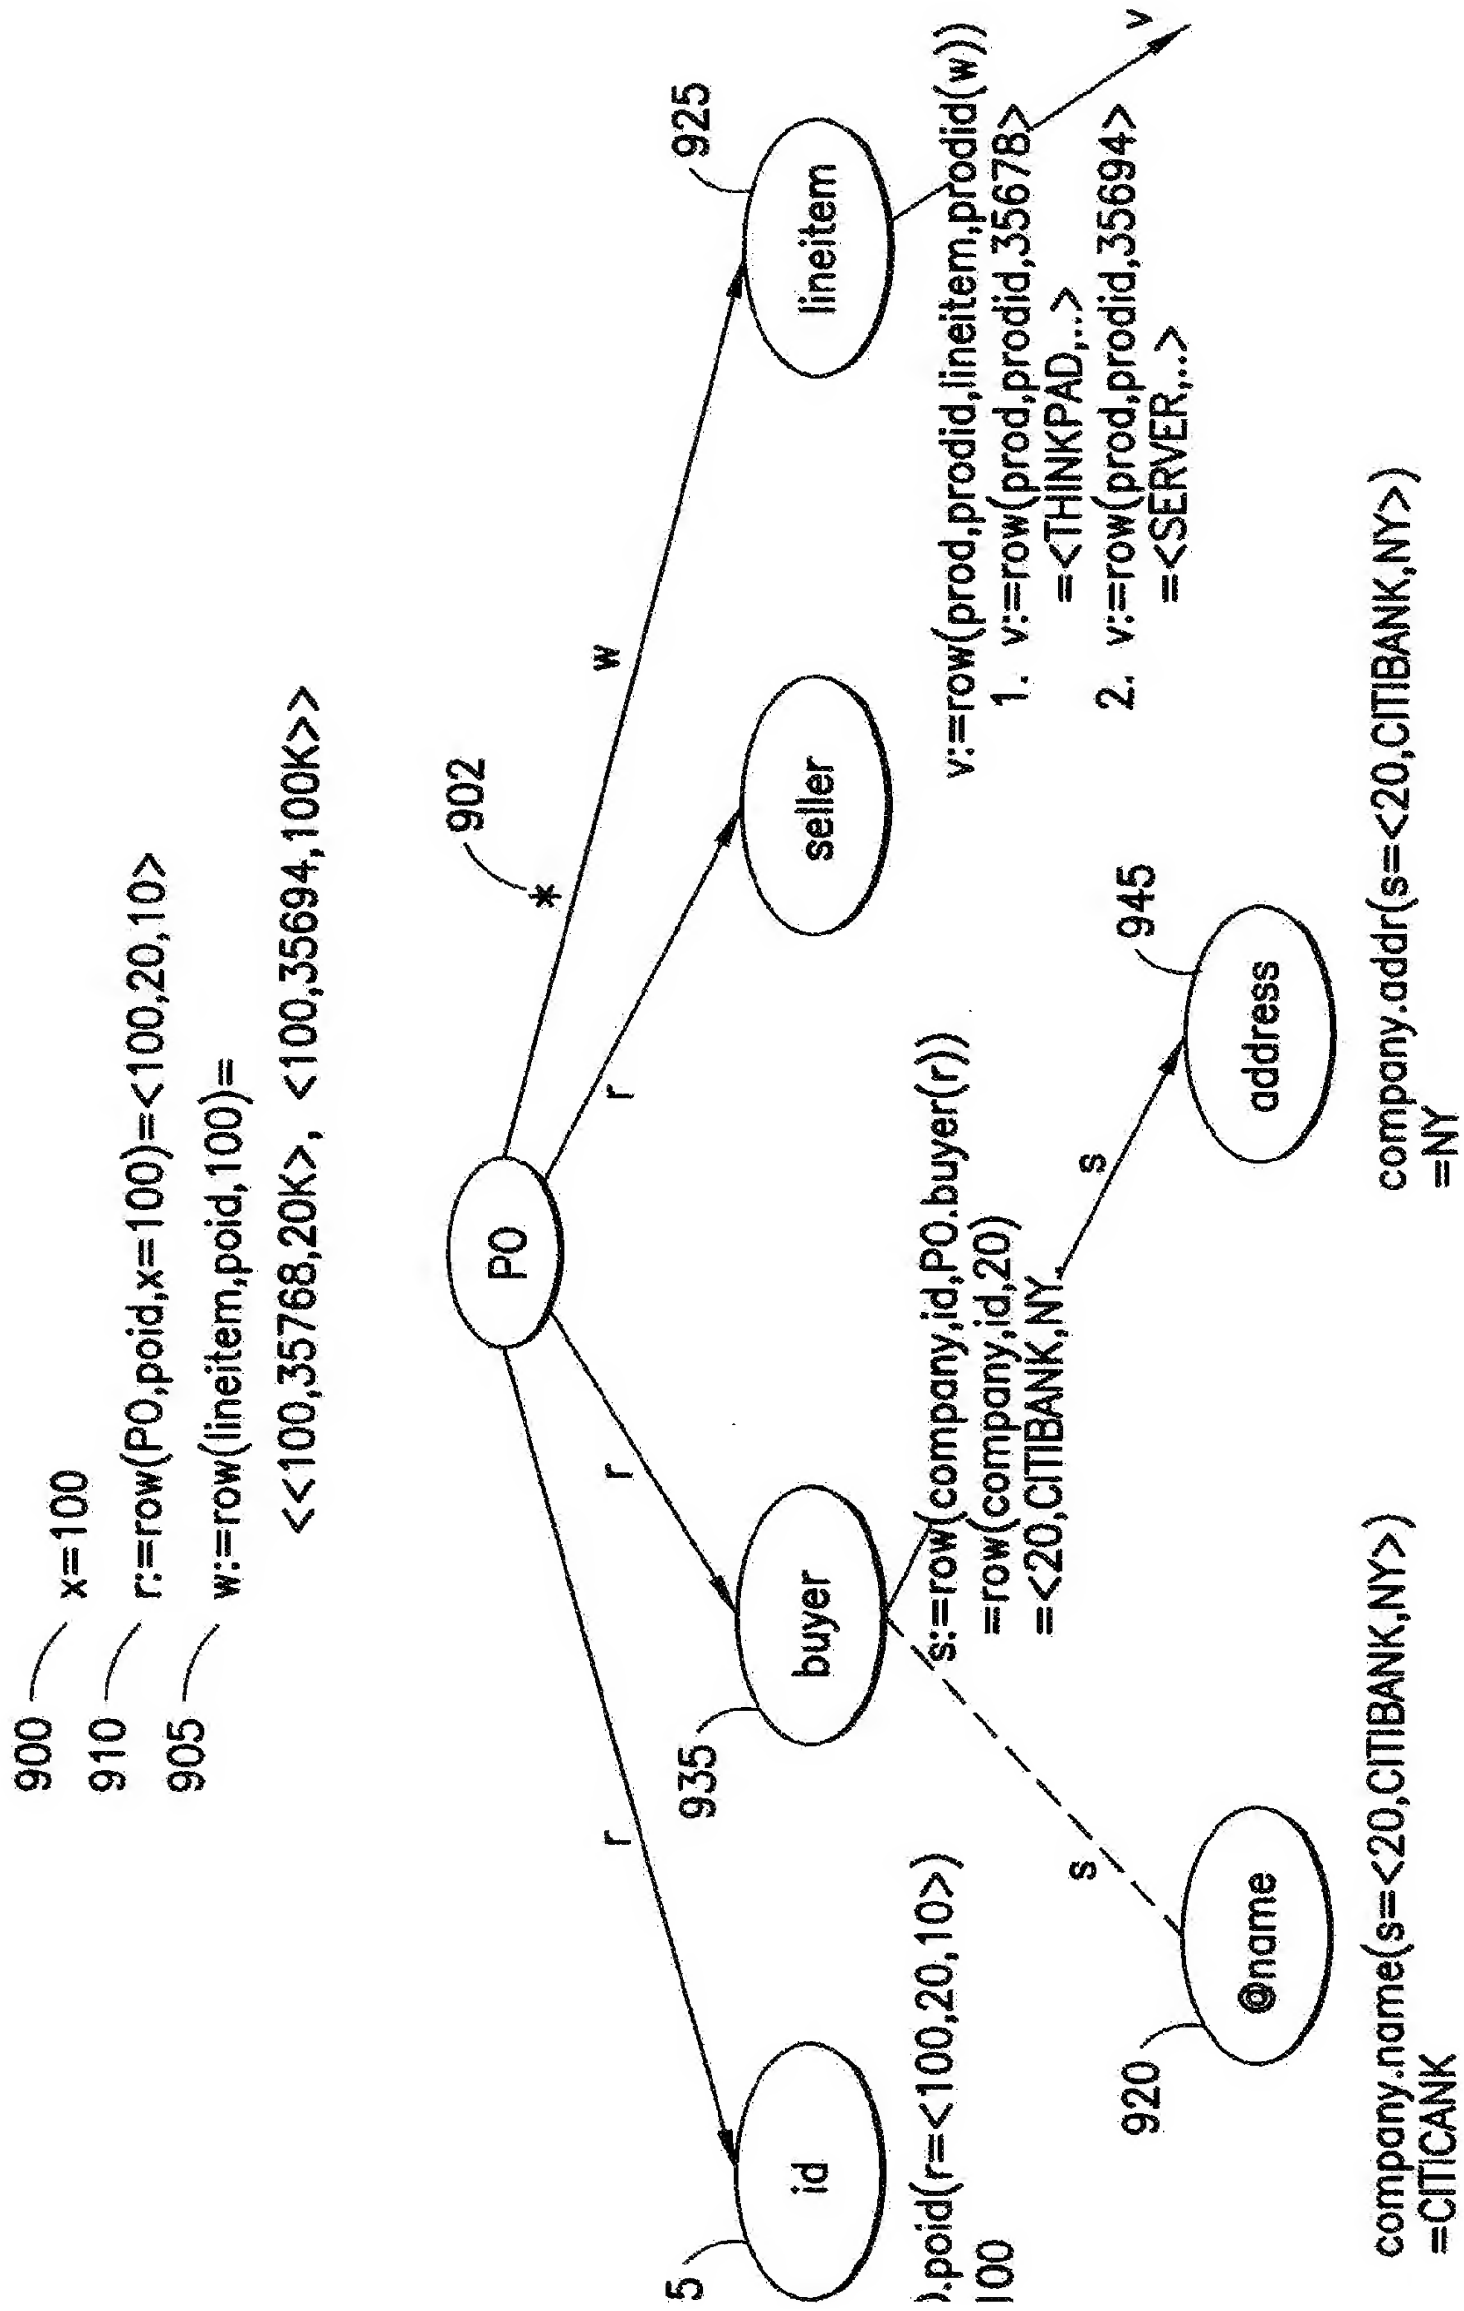 900 x=100
910 r:=row(PO,poid,x=100)=<100,20,10>
905 w:=row(lineitem,poid,100)=
<<100,35768,20K>, <100,35694,100K>>
902
*
PO
r
r
r
w
5
id
935
buyer
seller
925
lineitem
).poid(r=<100,20,10>)
100
s:=row(company,id,PO.buyer(r))
=row(company,id,20)
=<20,CITIBANK,NY..
v:=row(prod,prodid,lineitem,prodid(w))
1. v:=row(prod,prodid,35678>
=<THINKPAD,..>
2. v:=row(prod,prodid,35694>
=<SERVER,..>
v
s
s
920
@name
945
address
company.name(s=<20,CITIBANK,NY>)
=CITICANK
company.addr(s=<20,CITIBANK,NY>)
=NY